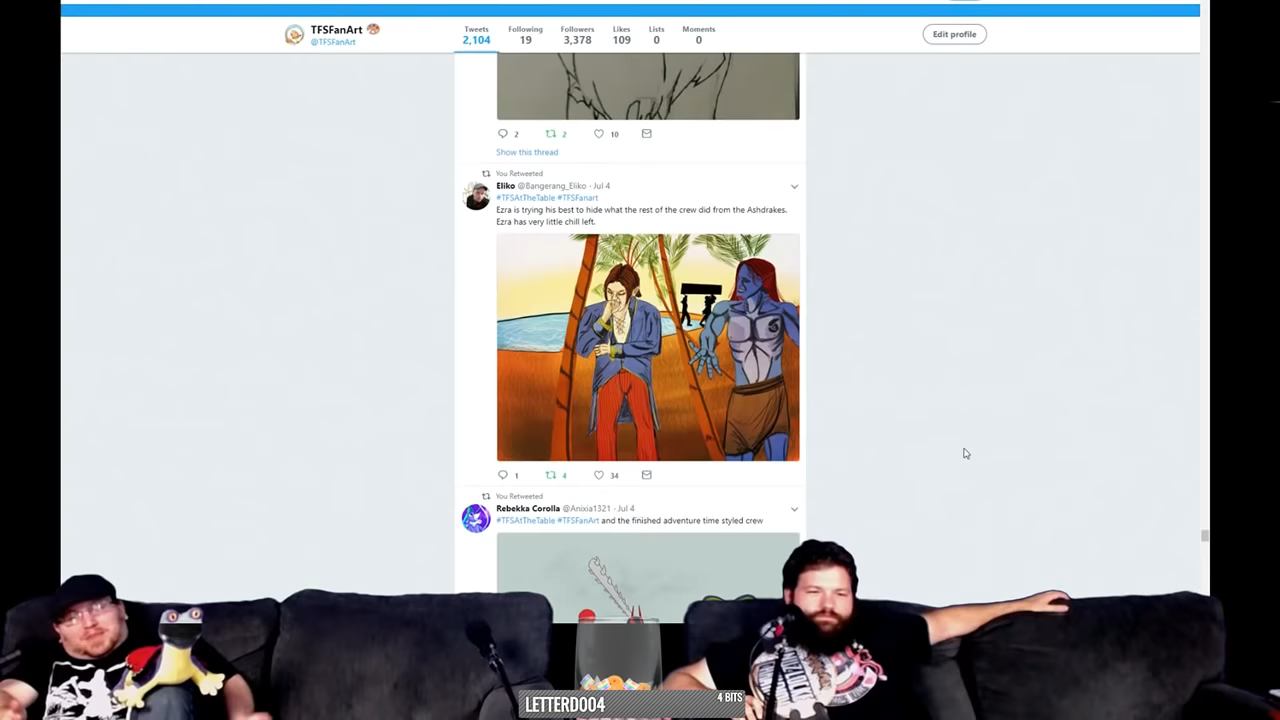 TFSFanArt
@TFSFanArt
Tweets
2,104
Following
19
Followers
3,378
Likes
109
Lists
0
Moments
0
Edit profile
2
2
10
Show this thread
You Retweeted
Eliko @Bangerang_Eliko · Jul 4
#TFSAtTheTable #TFSFanart
Ezra is trying his best to hide what the rest of the crew did from the Ashdrakes.
Ezra has very little chill left.
1
4
34
You Retweeted
Rebekka Corolla @Anixia1321 · Jul 4
#TFSAtTheTable #TFSFanArt and the finished adventure time styled crew
LETTERD004
4 BITS